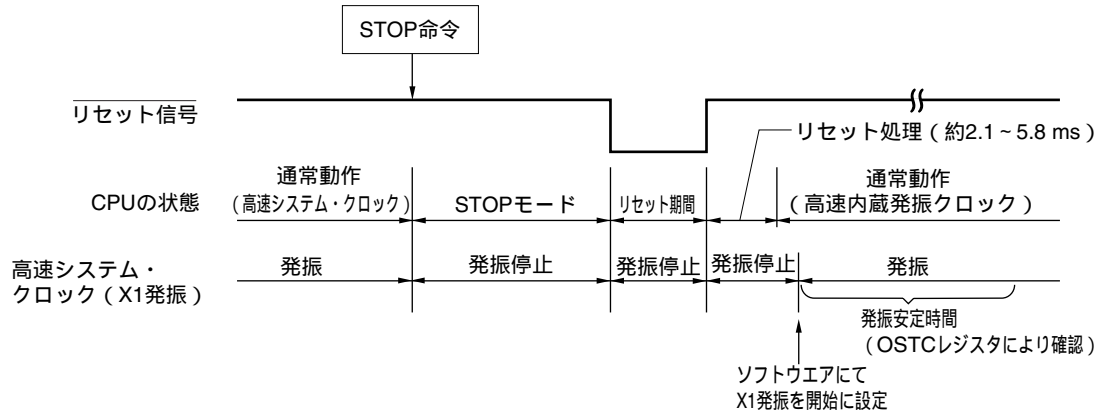 STOP命令
リセット信号
リセット処理（約2.1～5.8 ms）
CPUの状態
通常動作
（高速システム・クロック）
STOPモード
リセット期間
通常動作
（高速内蔵発振クロック）
高速システム・
クロック（X1発振）
発振
発振停止
発振停止
発振停止
発振
発振安定時間
（OSTCレジスタにより確認）
ソフトウエアにて
X1発振を開始に設定